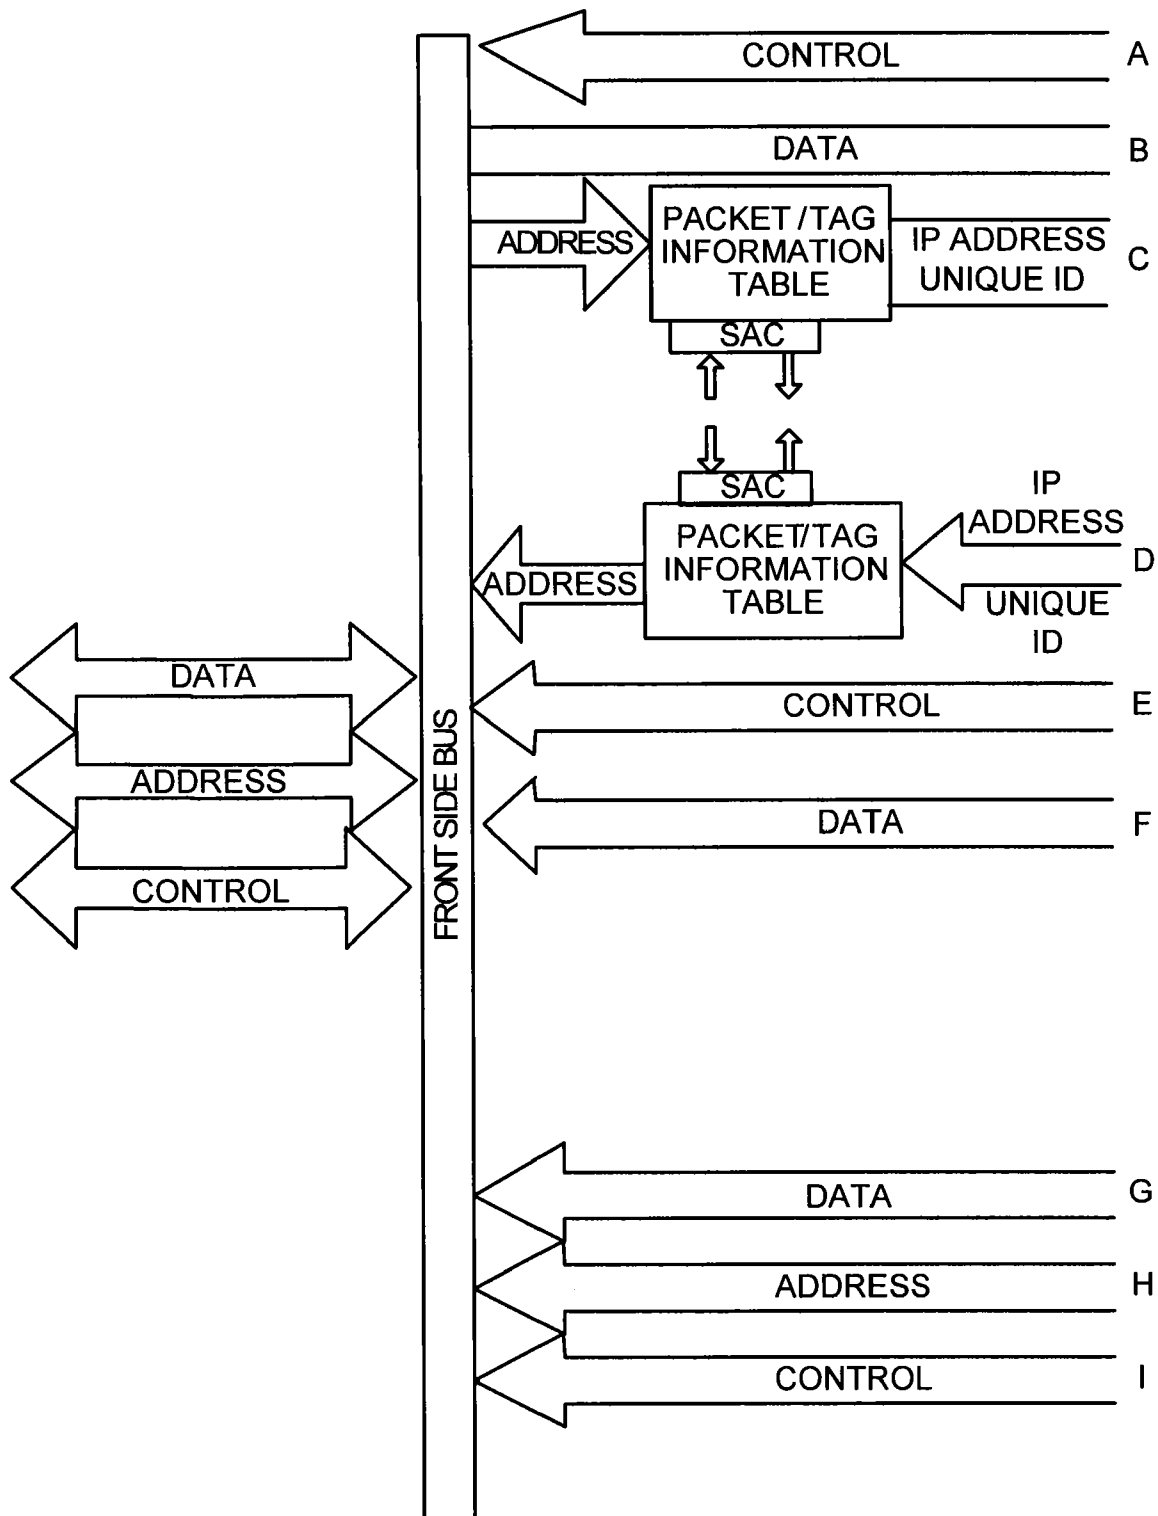 CONTROL A
DATA B
ADDRESS
PACKET /TAG
INFORMATION
TABLE
IP ADDRESS
UNIQUE ID
C
SAC
SAC
IP
ADDRESS
UNIQUE
ID
D
PACKET/TAG
INFORMATION
TABLE
ADDRESS
DATA
ADDRESS
CONTROL
FRONT SIDE BUS
CONTROL E
DATA F
DATA G
ADDRESS H
CONTROL I